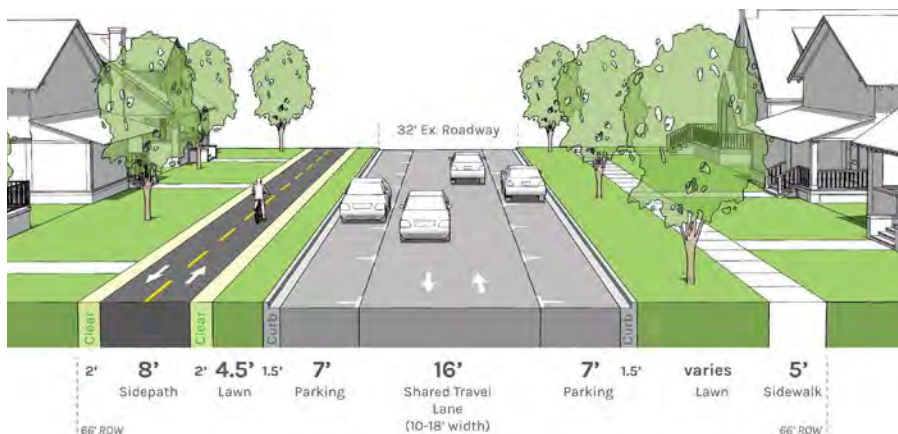 32' Ex. Roadway
Clear
Clear
Curb
Curb
2' 8' 2' 4.5' 1.5' 7' 16' 7' 1.5' varies 5'
Sidepath Lawn Parking Shared Travel Parking Lawn Sidewalk
Lane
(10-18' width)
66' ROW 66' ROW